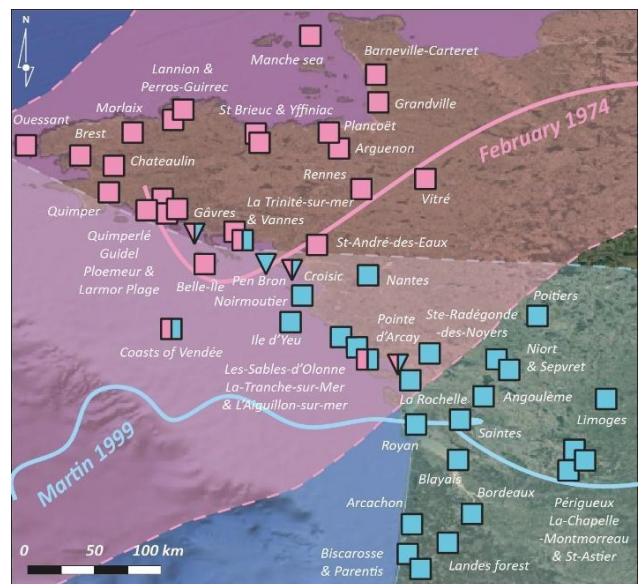 N
Manche sea
Barneville-Carteret
Lannion &
Perros-Guirrec
Grandville
Morlaix
St Brieuc & Yffiniac
Plancoët
Ouessant
Brest
Arguenon
February 1974
Chateaulin
Rennes
Vitré
La Trinité-sur-mer
& Vannes
Quimper
Gâvres
Quimperlé
Guidel
Ploemeur &
Larmor Plage
St-André-des-Eaux
Belle-Ile
Pen Bron
Croisic
Noirmoutier
Nantes
Poitiers
Ste-Radégonde
-des-Noyers
Pointe
d'Arcay
Coasts of Vendée
Ile d'Yeu
Niort
& Sepvret
Les-Sables-d'Olonne
La-Tranche-sur-Mer
& L'Aiguillon-sur-mer
La Rochelle
Angoulème
Limoges
Martin 1999
Saintes
Royan
Blayais
Bordeaux
Périgueux
La-Chapelle
-Montmorreau
& St-Astier
Arcachon
Biscarosse
& Parentis
Landes forest
0 50 100 km